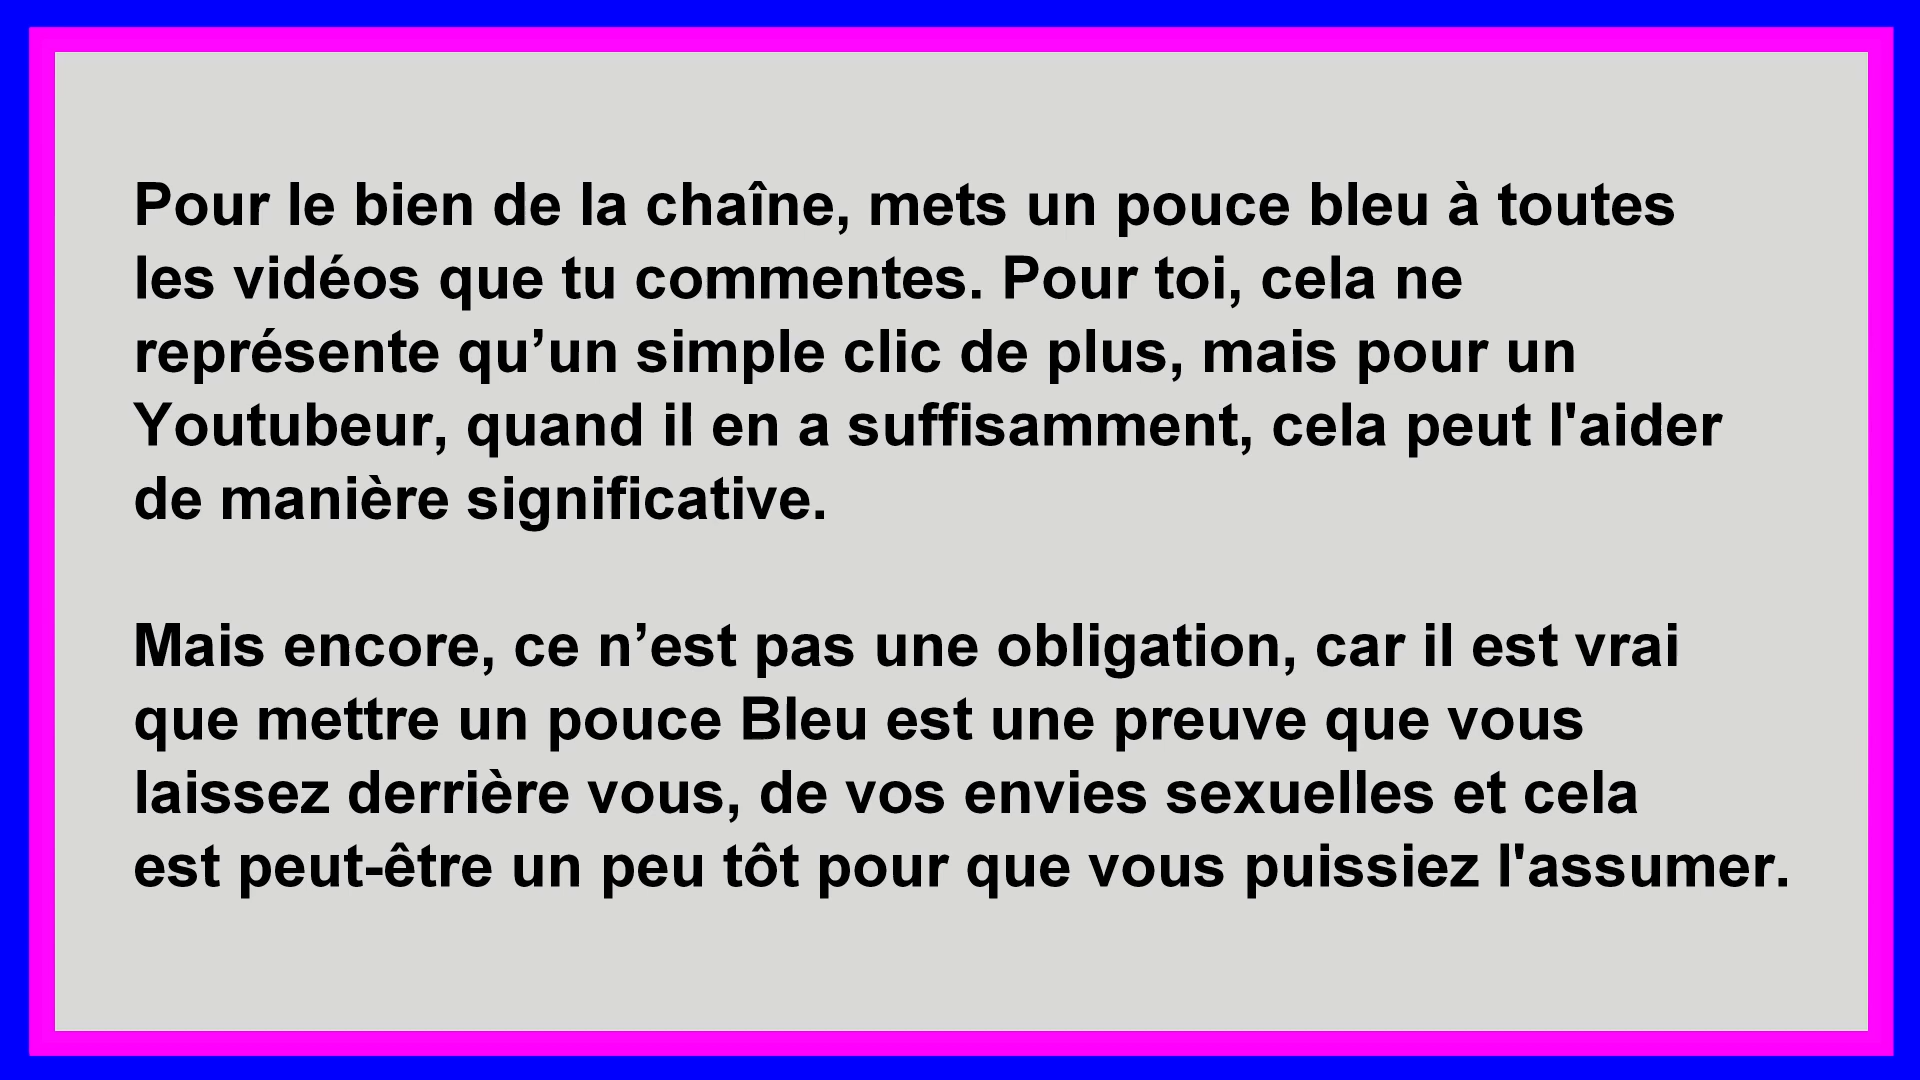 Pour le bien de la chaîne, mets un pouce bleu à toutes
les vidéos que tu commentes. Pour toi, cela ne
représente qu’un simple clic de plus, mais pour un
Youtubeur, quand il en a suffisamment, cela peut l'aider
de manière significative.
Mais encore, ce n’est pas une obligation, car il est vrai
que mettre un pouce Bleu est une preuve que vous
laissez derrière vous, de vos envies sexuelles et cela
est peut-être un peu tôt pour que vous puissiez l'assumer.